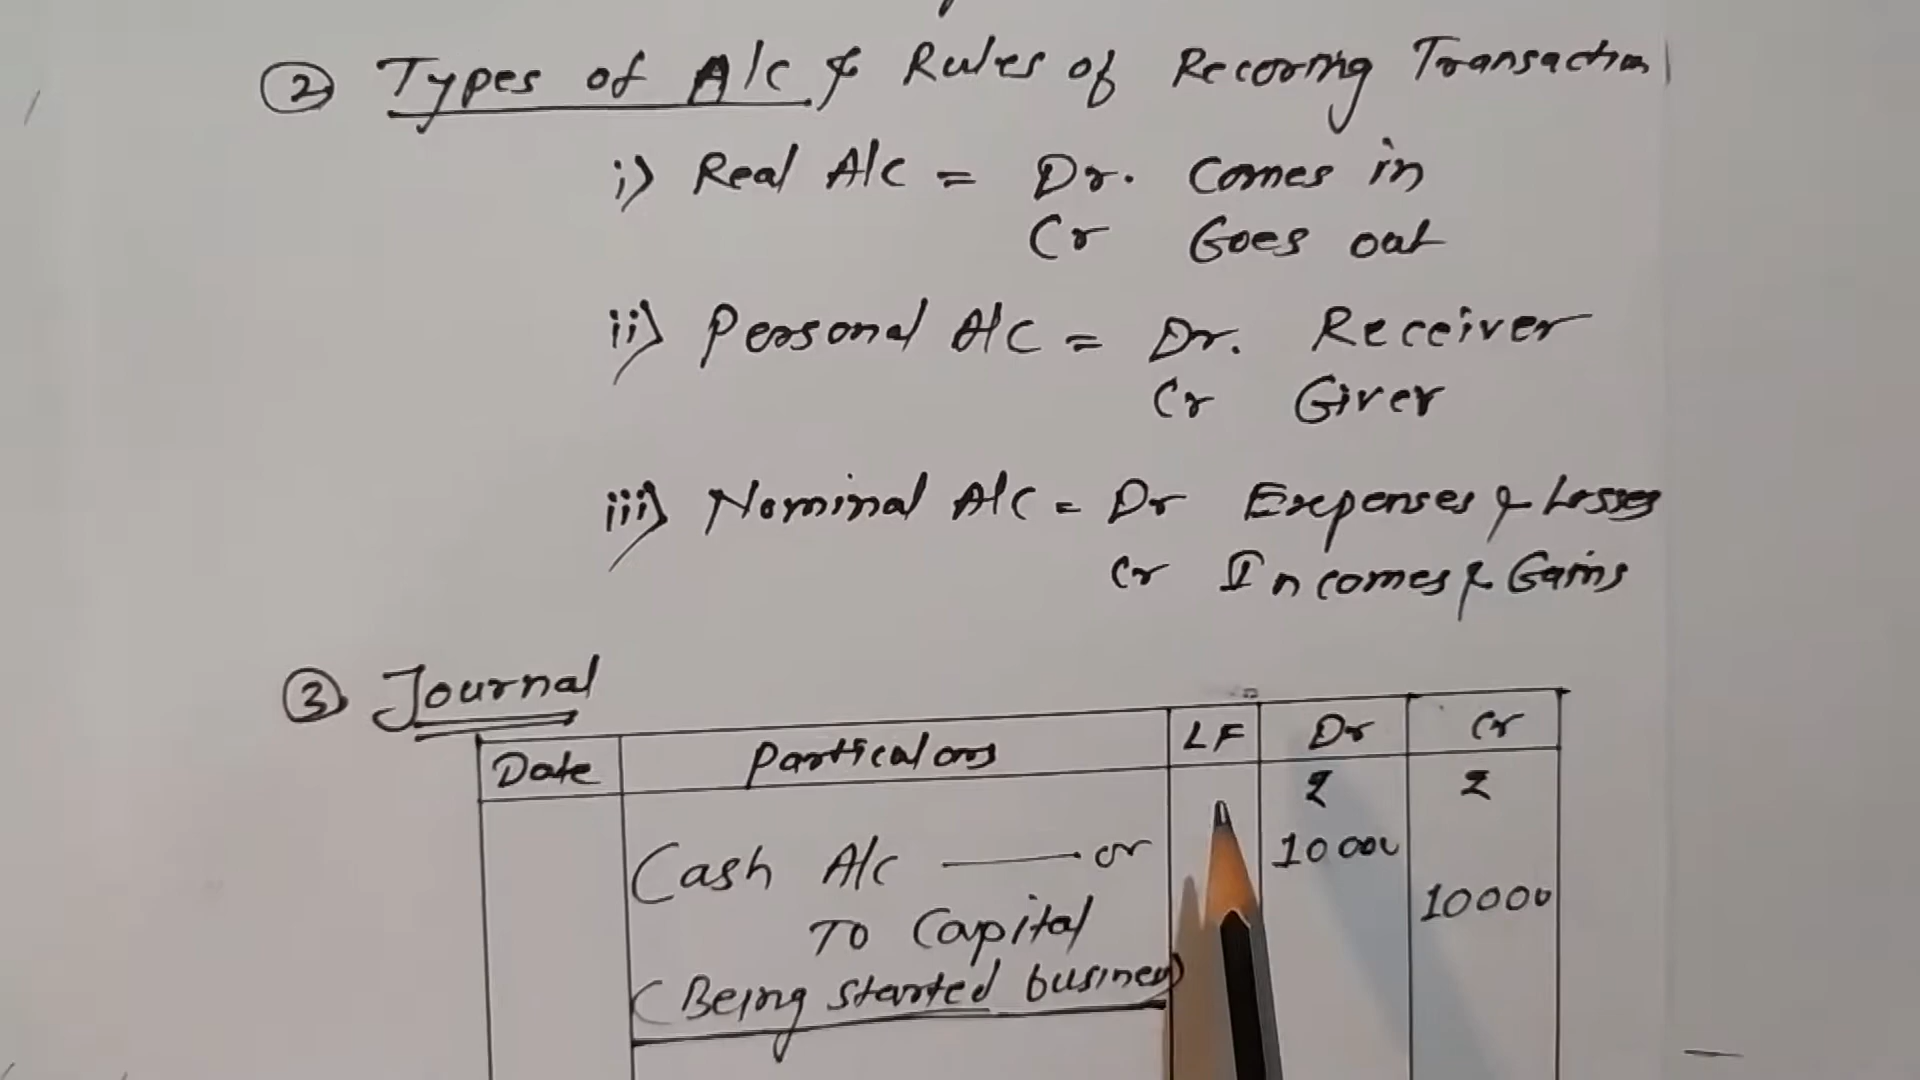 ② Types of A/c & Rules of Recoring Transaction
i) Real A/c = Dr. Comes in
Cr Goes out
ii) Personal A/c = Dr. Receiver
Cr Giver
iii) Nominal A/c = Dr Expenses & Losses
Cr Incomes & Gains
③ Journal
Date Particulars LF Dr Cr
₹ ₹
Cash A/c —— Dr 10000
To Capital 10000
(Being started business)